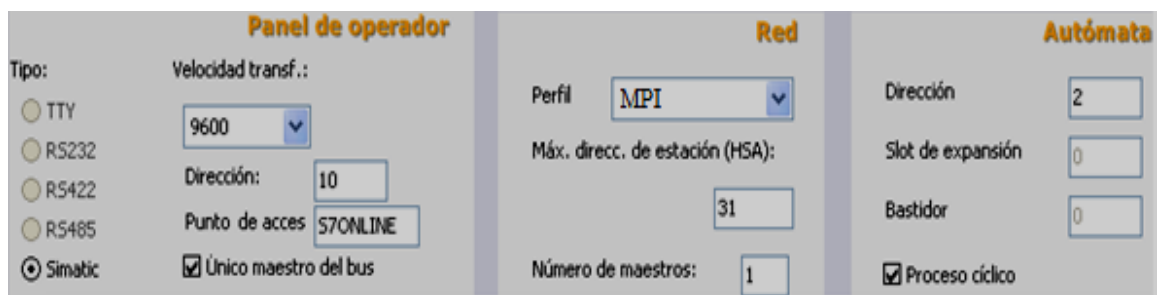 Panel de operador
Tipo:
Velocidad transf.:
TTY
9600
RS232
RS422
Dirección:
10
RS485
Punto de acces
S7ONLINE
Simatic
Único maestro del bus
Red
Perfil
MPI
Máx. direcc. de estación (HSA):
31
Número de maestros:
1
Autómata
Dirección
2
Slot de expansión
0
Bastidor
0
Proceso cíclico